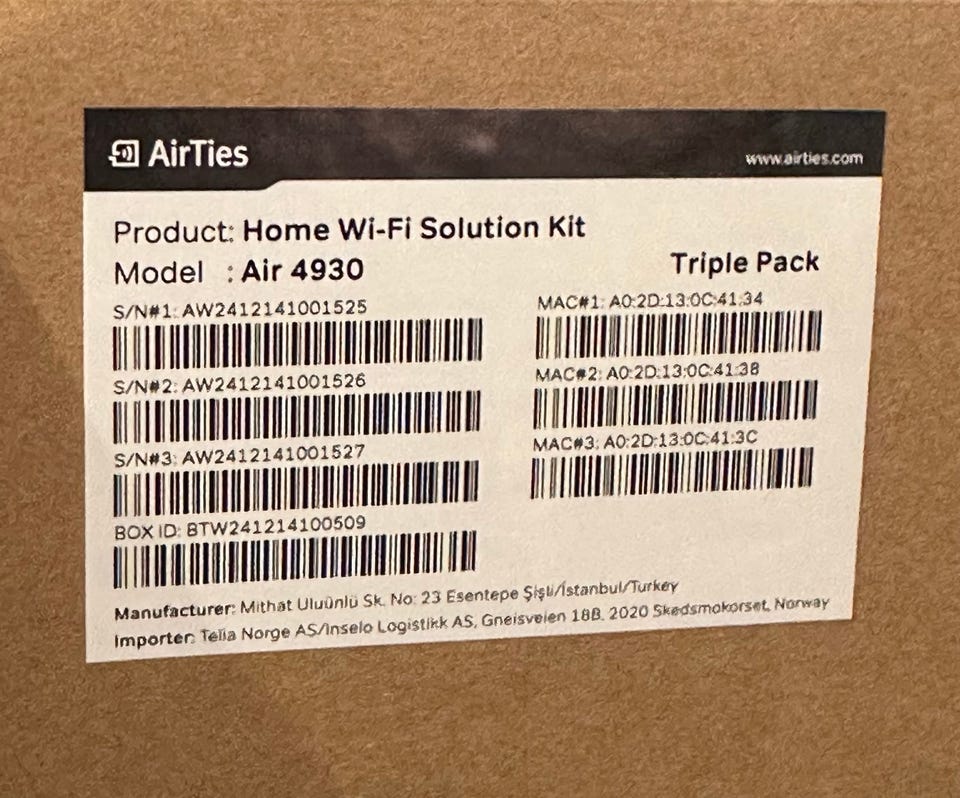 AirTies
www.airties.com
Product: Home Wi-Fi Solution Kit
Model : Air 4930
Triple Pack
S/N#1: AW2412141001525
MAC#1: A0:2D:13:0C:41:34
S/N#2: AW2412141001526
MAC#2: A0:2D:13:0C:41:38
S/N#3: AW2412141001527
MAC#3: A0:2D:13:0C:41:3C
BOX ID: BTW241214100509
Manufacturer: Mithat Uluünlü Sk. No: 23 Esentepe Şişli/İstanbul/Turkey
Importer: Telia Norge AS/Inselo Logistikk AS, Gneisveien 18B, 2020 Skedsmokorset, Norway